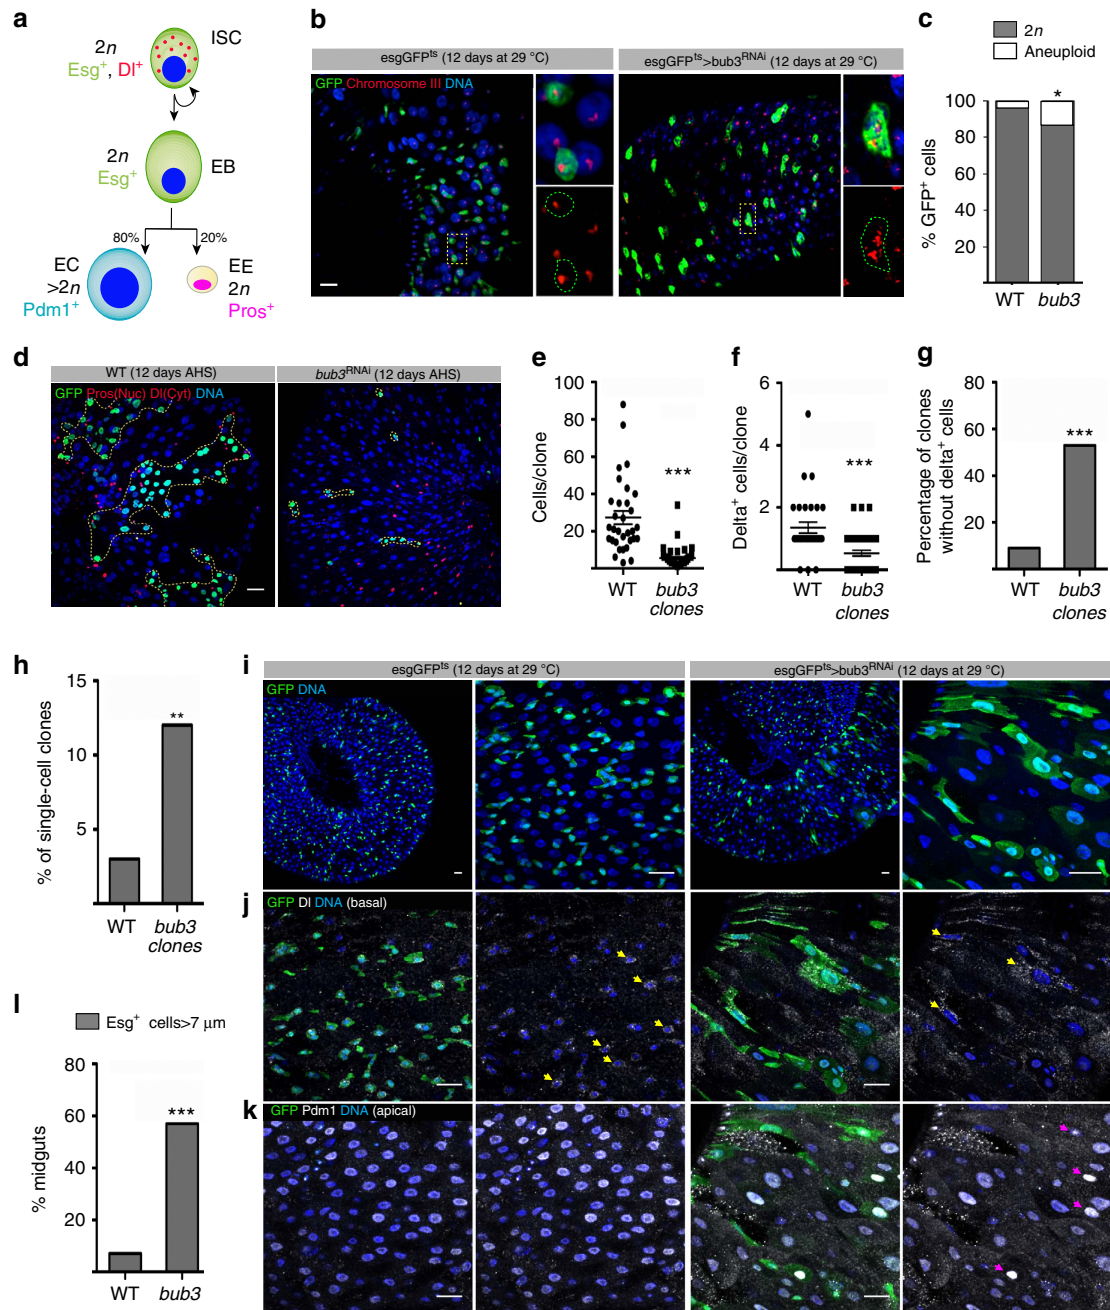 a
2n
Esg+, Dl+
ISC
2n
Esg+
EB
80%
20%
EC
>2n
Pdm1+
EE
2n
Pros+
b
esgGFPts (12 days at 29 °C)
esgGFPts>bub3RNAi (12 days at 29 °C)
GFP Chromosome III DNA
c
2n
Aneuploid
*
100
80
60
40
20
% GFP+ cells
WT
bub3
d
WT (12 days AHS)
bub3RNAi (12 days AHS)
GFP Pros(Nuc) Dl(Cyt) DNA
e
100
80
60
40
20
Cells/clone
***
WT
bub3
clones
f
6
4
2
Delta+ cells/clone
***
WT
bub3
clones
g
80
60
40
20
Percentage of clones
without delta+ cells
***
WT
bub3
clones
h
15
10
5
% of single-cell clones
**
WT
bub3
clones
i
esgGFPts (12 days at 29 °C)
esgGFPts>bub3RNAi (12 days at 29 °C)
GFP DNA
j
GFP Dl DNA (basal)
k
GFP Pdm1 DNA (apical)
l
Esg+ cells>7 μm
80
60
40
20
% midguts
***
WT
bub3